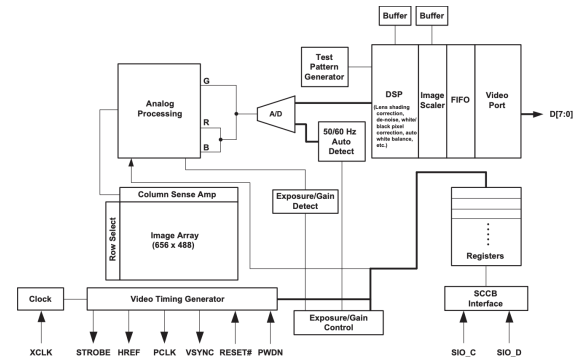 Buffer
Buffer
Test
Pattern
Generator
DSP
(Lens shading
correction,
de-noise, white/
black pixel
correction, auto
white balance,
etc.)
Image
Scaler
FIFO
Video
Port
D[7:0]
G
R
B
Analog
Processing
A/D
50/60 Hz
Auto
Detect
Column Sense Amp
Row Select
Image Array
(656 x 488)
Exposure/Gain
Detect
Registers
Clock
Video Timing Generator
Exposure/Gain
Control
SCCB
Interface
XCLK
STROBE
HREF
PCLK
VSYNC
RESET#
PWDN
SIO_C
SIO_D